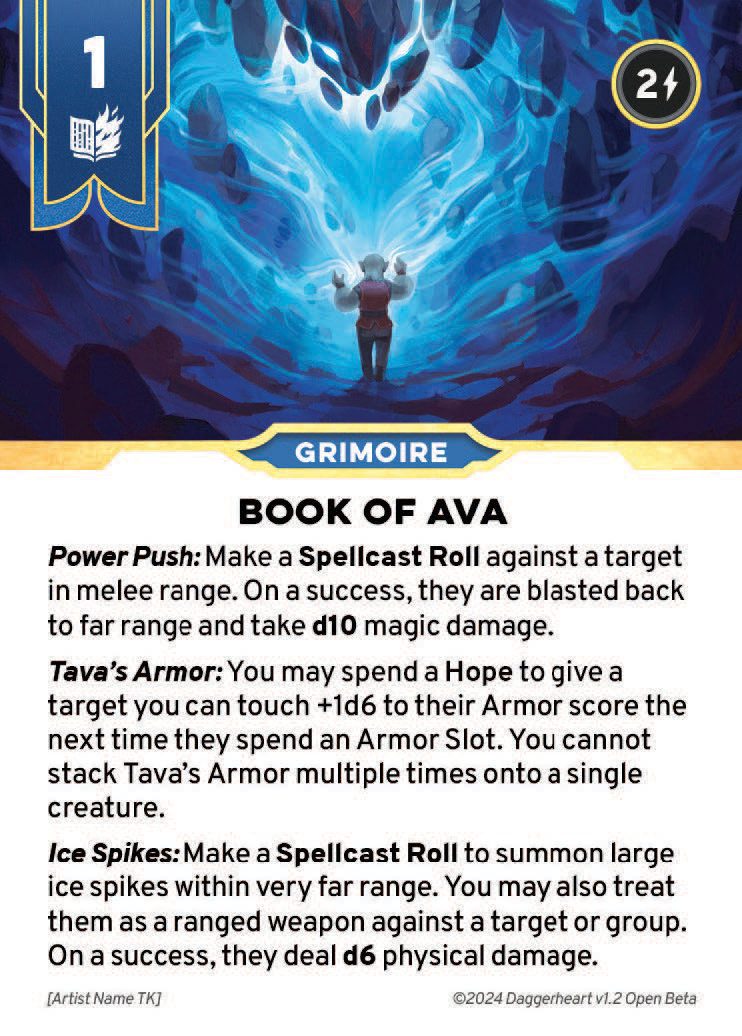 1
2
GRIMOIRE
BOOK OF AVA
Power Push: Make a Spellcast Roll against a target
in melee range. On a success, they are blasted back
to far range and take d10 magic damage.
Tava's Armor: You may spend a Hope to give a
target you can touch +1d6 to their Armor score the
next time they spend an Armor Slot. You cannot
stack Tava's Armor multiple times onto a single
creature.
Ice Spikes: Make a Spellcast Roll to summon large
ice spikes within very far range. You may also treat
them as a ranged weapon against a target or group.
On a success, they deal d6 physical damage.
[Artist Name TK]
©2024 Daggerheart v1.2 Open Beta